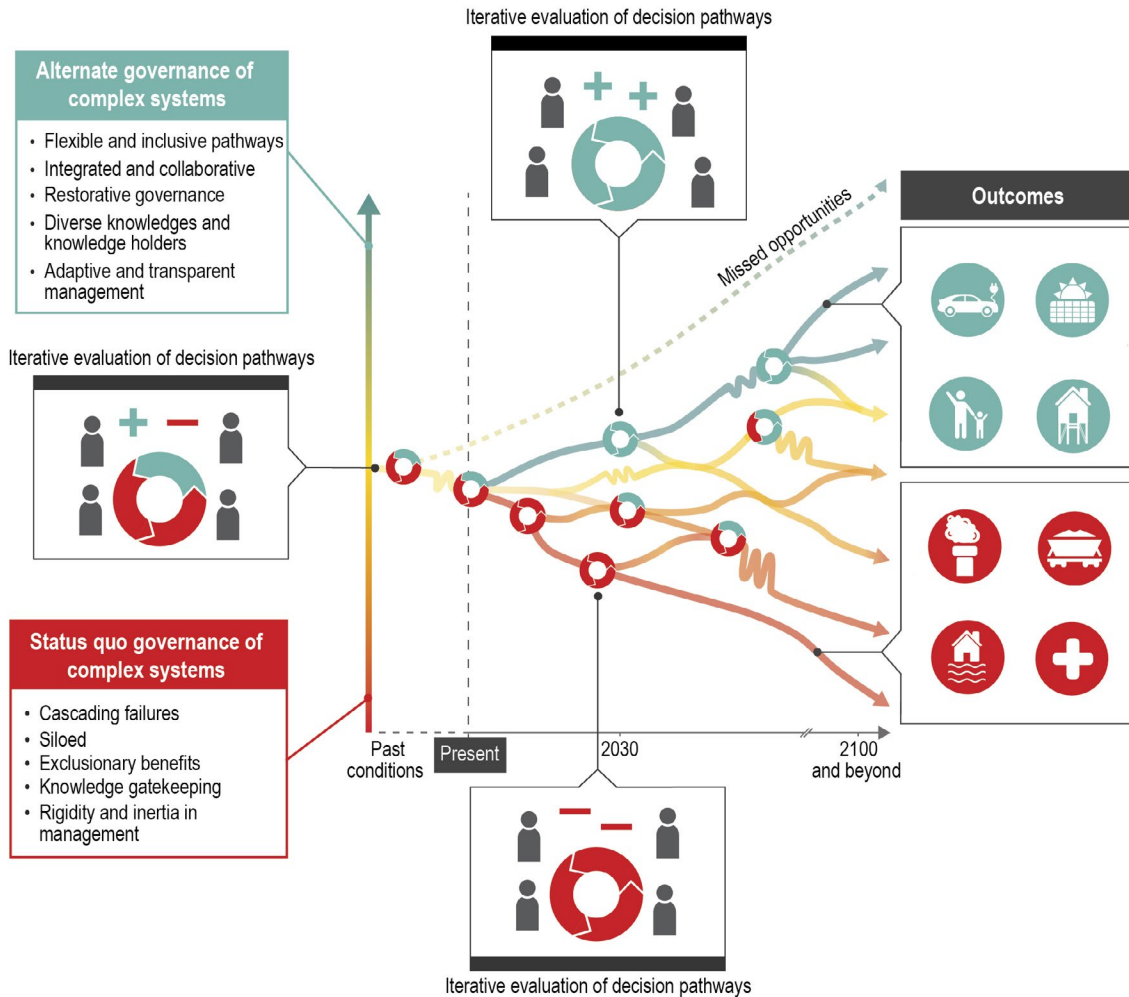 Iterative evaluation of decision pathways
Alternate governance of
complex systems
• Flexible and inclusive pathways
• Integrated and collaborative
• Restorative governance
• Diverse knowledges and
knowledge holders
• Adaptive and transparent
management
Missed opportunities
Outcomes
Iterative evaluation of decision pathways
Status quo governance of
complex systems
• Cascading failures
• Siloed
• Exclusionary benefits
• Knowledge gatekeeping
• Rigidity and inertia in
management
Past
conditions
Present
2030
2100
and beyond
Iterative evaluation of decision pathways